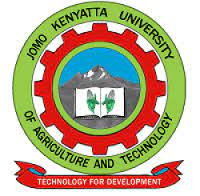 JOMO KENYATTA UNIVERSITY
OF AGRICULTURE AND TECHNOLOGY
TECHNOLOGY FOR DEVELOPMENT